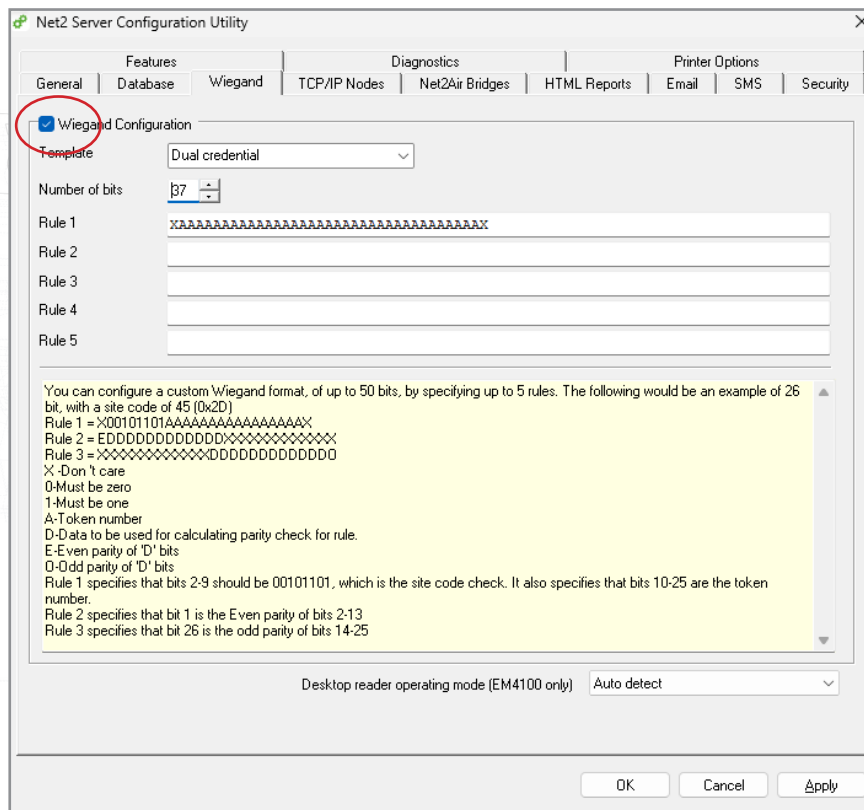 Net2 Server Configuration Utility
Features Diagnostics Printer Options
General Database Wiegand TCP/IP Nodes Net2Air Bridges HTML Reports Email SMS Security
Wiegand Configuration
Template Dual credential
Number of bits 37
Rule 1 XAAAAAAAAAAAAAAAAAAAAAAAAAAAAAAAAAAAX
Rule 2
Rule 3
Rule 4
Rule 5
You can configure a custom Wiegand format, of up to 50 bits, by specifying up to 5 rules. The following would be an example of 26
bit, with a site code of 45 (0x2D)
Rule 1 = X00101101AAAAAAAAAAAAAAAAX
Rule 2 = EDDDDDDDDDDDDXXXXXXXXXXXXX
Rule 3 = XXXXXXXXXXXXXDDDDDDDDDDDDO
X -Don 't care
0-Must be zero
1-Must be one
A-Token number
D-Data to be used for calculating parity check for rule.
E-Even parity of 'D' bits
O-Odd parity of 'D' bits
Rule 1 specifies that bits 2-9 should be 00101101, which is the site code check. It also specifies that bits 10-25 are the token
number.
Rule 2 specifies that bit 1 is the Even parity of bits 2-13
Rule 3 specifies that bit 26 is the odd parity of bits 14-25
Desktop reader operating mode (EM4100 only) Auto detect
OK Cancel Apply